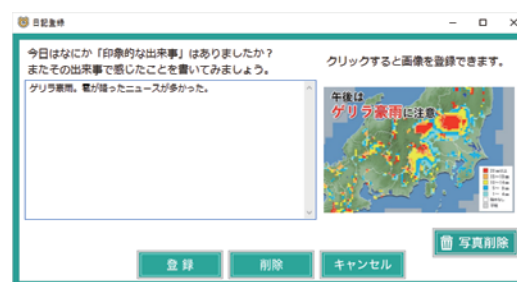 日記登録
今日はなにか「印象的な出来事」はありましたか？
またその出来事で感じたことを書いてみましょう。
クリックすると画像を登録できます。
ゲリラ豪雨。雹が降ったニュースが多かった。
午後は
ゲリラ豪雨に注意
写真削除
登録
削除
キャンセル